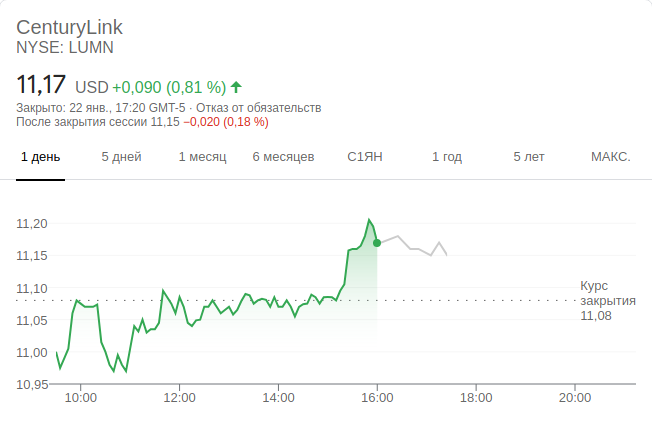 CenturyLink
NYSE: LUMN
11,17 USD +0,090 (0,81 %)
Закрыто: 22 янв., 17:20 GMT-5 · Отказ от обязательств
После закрытия сессии 11,15 −0,020 (0,18 %)
1 день 5 дней 1 месяц 6 месяцев С1ЯН 1 год 5 лет МАКС.
11,20
11,15
11,10
11,05
11,00
10,95
Курс
закрытия
11,08
10:00 12:00 14:00 16:00 18:00 20:00